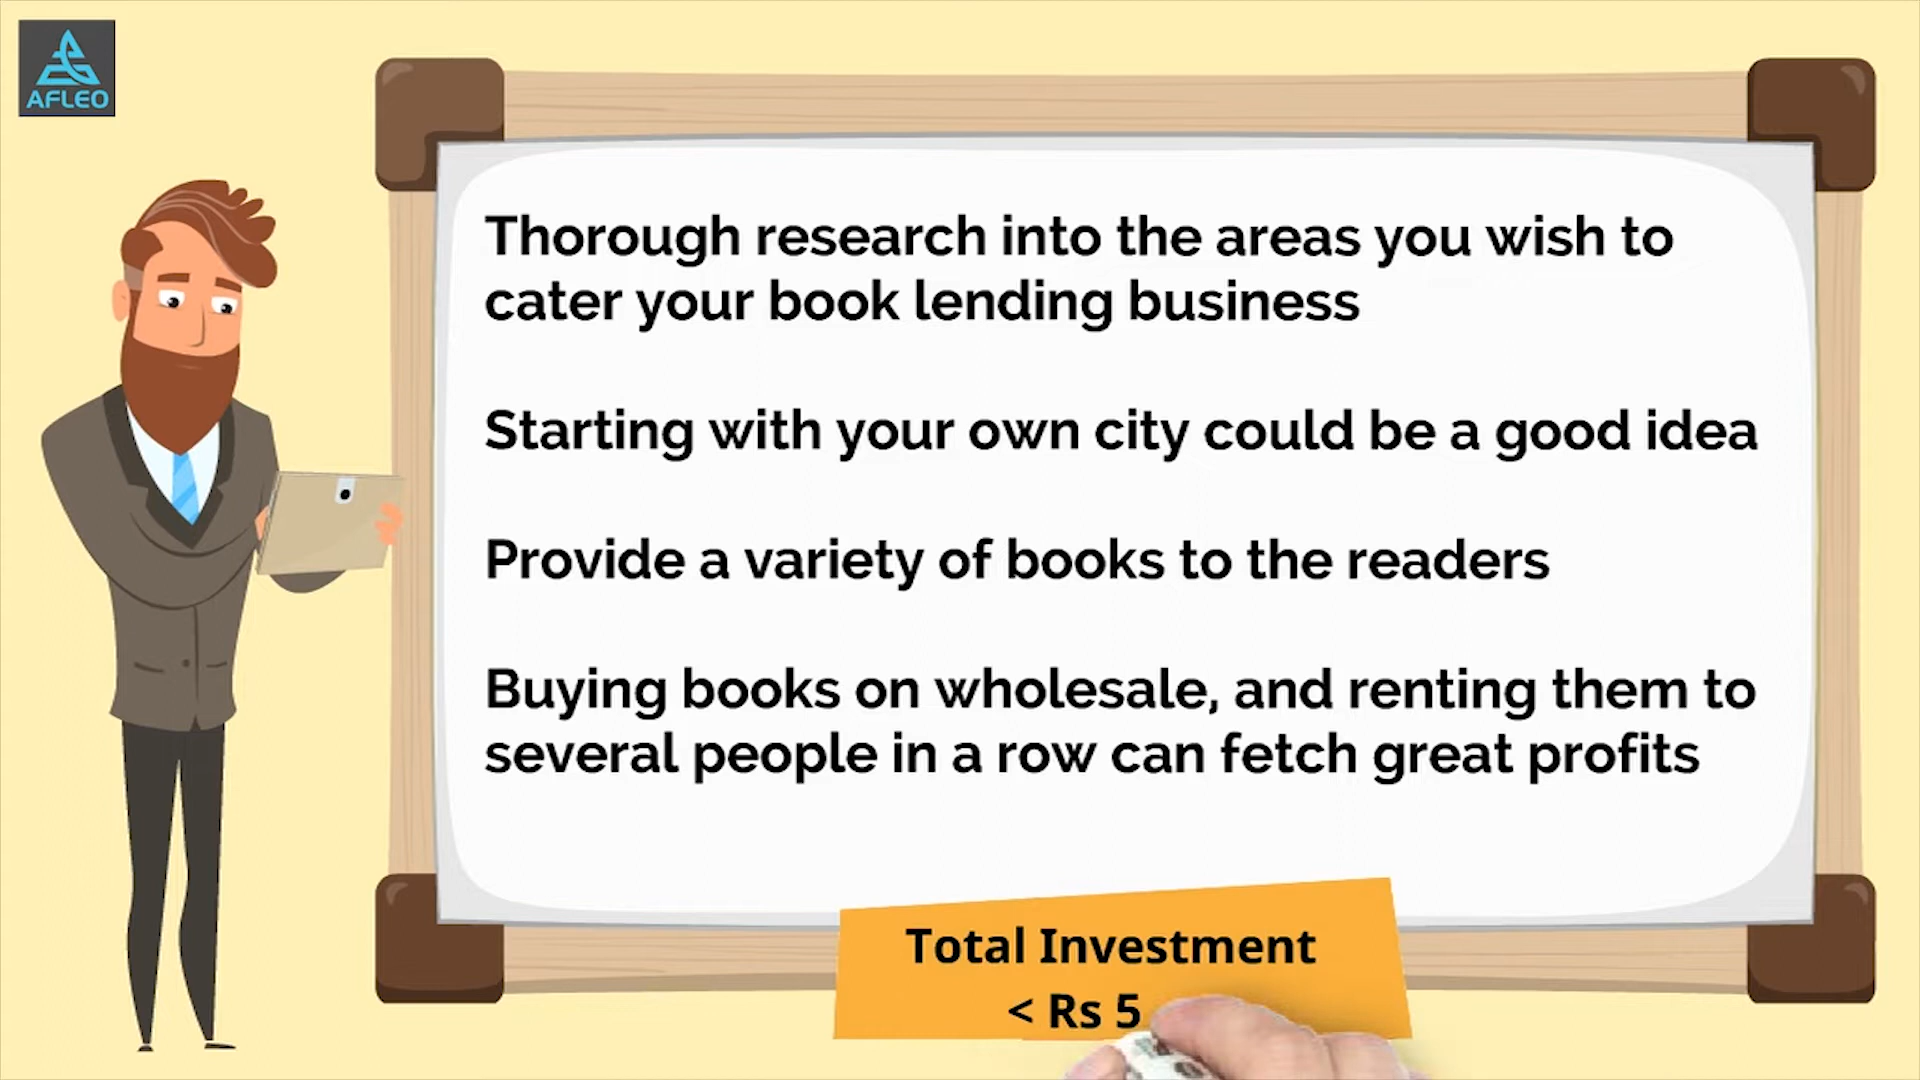 AFLEO
Thorough research into the areas you wish to
cater your book lending business
Starting with your own city could be a good idea
Provide a variety of books to the readers
Buying books on wholesale, and renting them to
several people in a row can fetch great profits
Total Investment
< Rs 5